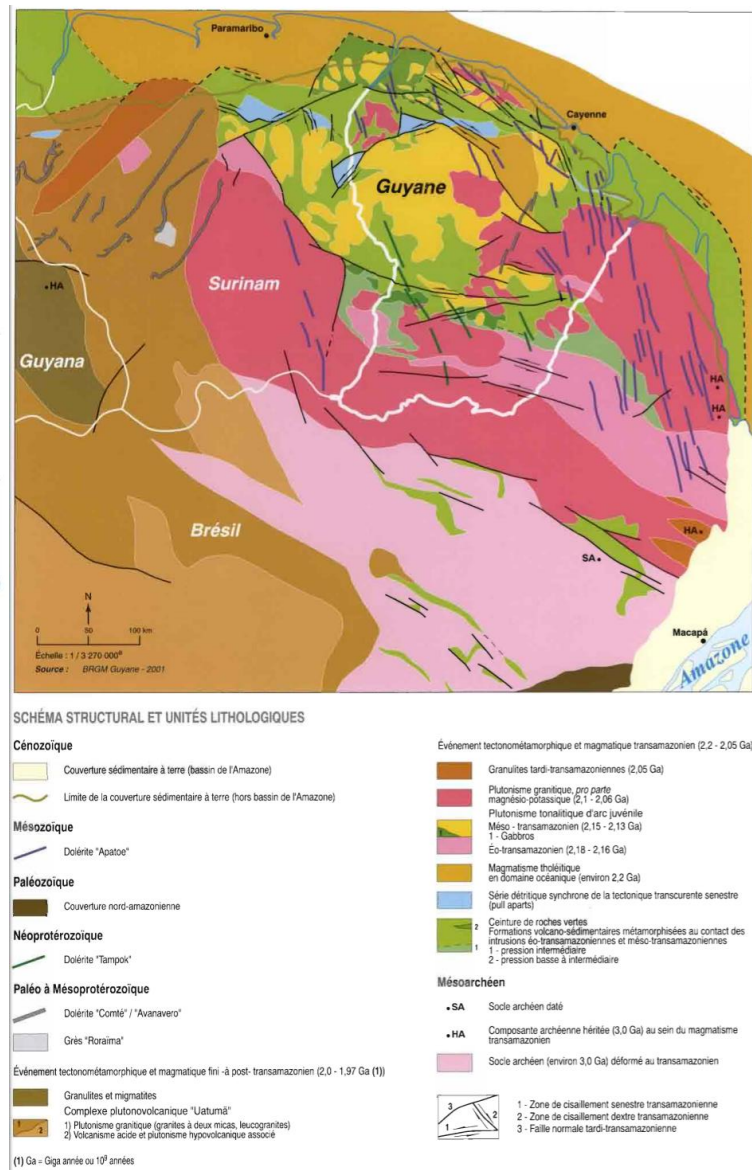 Paramaribo
Cayenne
Guyane
HA
Surinam
Guyana
HA
HA
Brésil
HA
SA
N
0 50 100 km
Macapá
Échelle : 1 / 3 270 000e
Source : BRGM Guyane - 2001
Amazone
SCHÉMA STRUCTURAL ET UNITÉS LITHOLOGIQUES
Cénozoïque
Couverture sédimentaire à terre (bassin de l'Amazone)
Limite de la couverture sédimentaire à terre (hors bassin de l'Amazone)
Mésozoïque
Dolérite "Apatoe"
Paléozoïque
Couverture nord-amazonienne
Néoprotérozoïque
Dolérite "Tampok"
Paléo à Mésoprotérozoïque
Dolérite "Comté" / "Avanavero"
Grès "Roraïma"
Événement tectonométamorphique et magmatique fini -à post- transamazonien (2,0 - 1,97 Ga (1))
Granulites et migmatites
Complexe plutonovolcanique "Uatumã"
1 2
1) Plutonisme granitique (granites à deux micas, leucogranites)
2) Volcanisme acide et plutonisme hypovolcanique associé
(1) Ga = Giga année ou 10⁹ années
Événement tectonométamorphique et magmatique transamazonien (2,2 - 2,05 Ga)
Granulites tardi-transamazoniennes (2,05 Ga)
Plutonisme granitique, pro parte
magnésio-potassique (2,1 - 2,06 Ga)
Plutonisme tonalitique d'arc juvénile
1
Méso - transamazonien (2,15 - 2,13 Ga)
1 - Gabbros
Éo-transamazonien (2,18 - 2,16 Ga)
Magmatisme tholéitique
en domaine océanique (environ 2,2 Ga)
Série détritique synchrone de la tectonique transcurente senestre
(pull aparts)
Ceinture de roches vertes
2
Formations volcano-sédimentaires métamorphisées au contact des
intrusions éo-transamazoniennes et méso-transamazoniennes
1
1 - pression intermédiaire
2 - pression basse à intermédiaire
Mésoarchéen
SA
Socle archéen daté
HA
Composante archéenne héritée (3,0 Ga) au sein du magmatisme
transamazonien
Socle archéen (environ 3,0 Ga) déformé au transamazonien
3
2
1
1 - Zone de cisaillement senestre transamazonienne
2 - Zone de cisaillement dextre transamazonienne
3 - Faille normale tardi-transamazonienne